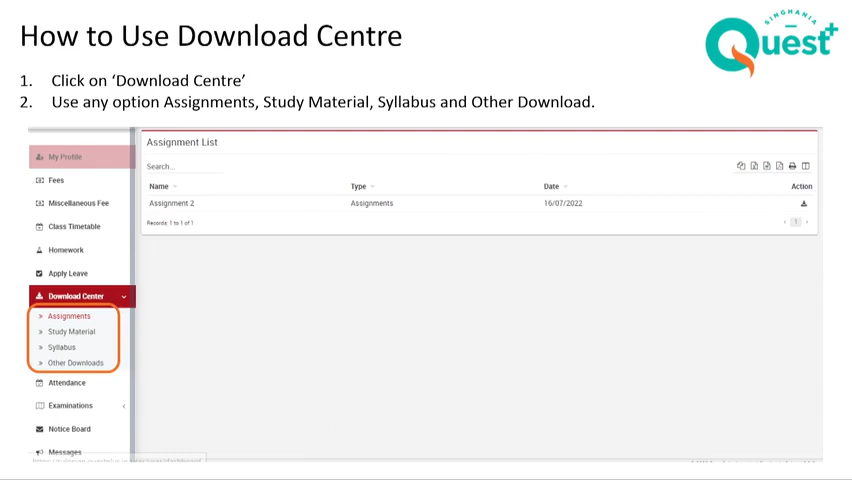 How to Use Download Centre
SINGHANIA
Quest+
1. Click on ‘Download Centre’
2. Use any option Assignments, Study Material, Syllabus and Other Download.
My Profile
Fees
Miscellaneous Fee
Class Timetable
Homework
Apply Leave
Download Center
» Assignments
» Study Material
» Syllabus
» Other Downloads
Attendance
Examinations
Notice Board
Messages
Assignment List
Search...
Name Type Date Action
Assignment 2 Assignments 16/07/2022
Records: 1 to 1 of 1
‹ 1 ›